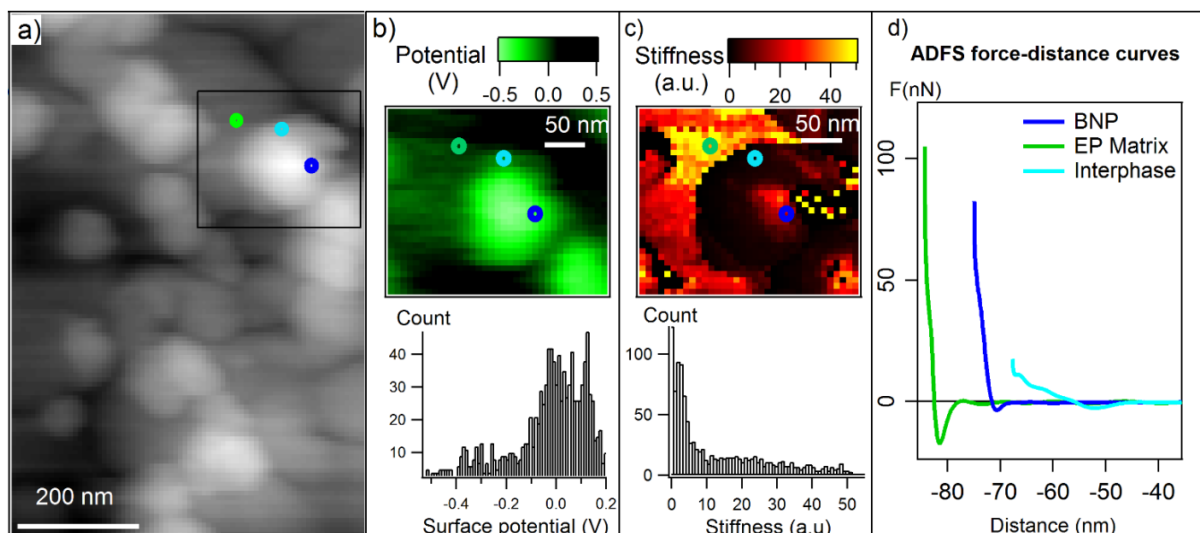 a)
200 nm
b)
Potential
(V)
-0.5 0.0 0.5
50 nm
Count
40
30
20
10
-0.4 -0.2 0.0 0.2
Surface potential (V)
c)
Stiffness
(a.u.)
0 20 40
50 nm
Count
100
50
0
0 10 20 30 40 50
Stiffness (a.u)
d)
ADFS force-distance curves
F(nN)
BNP
EP Matrix
Interphase
100
50
0
-80 -70 -60 -50 -40
Distance (nm)